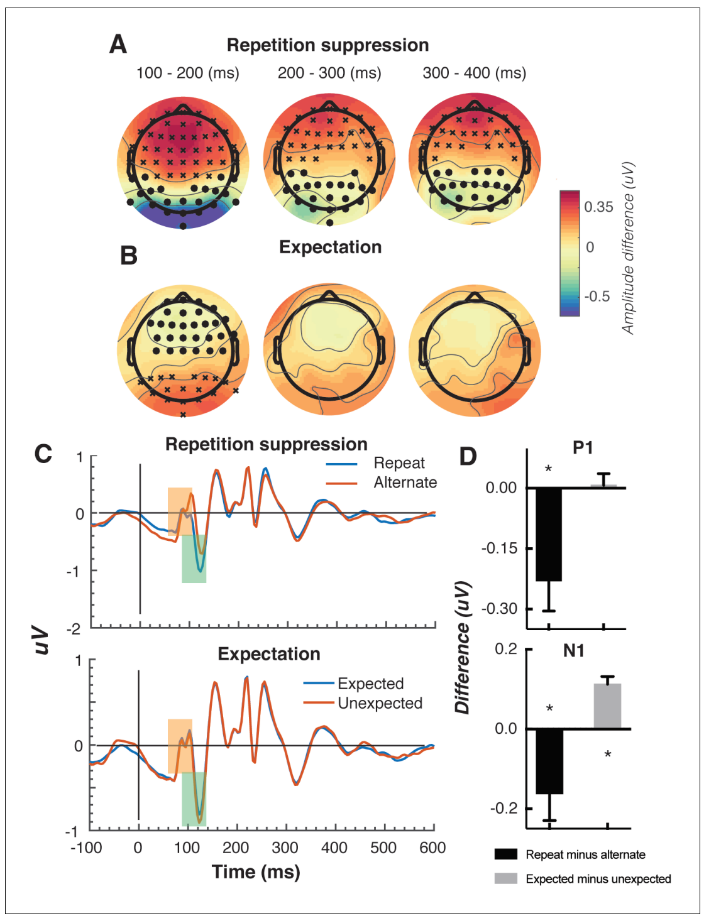 A
Repetition suppression
100 - 200 (ms)
200 - 300 (ms)
300 - 400 (ms)
0.35
0
-0.5
Amplitude difference (uV)
B
Expectation
C
Repetition suppression
Repeat
Alternate
1
0
-1
-2
uV
Expectation
Expected
Unexpected
1
0
-1
-100
0
100
200
300
400
500
600
Time (ms)
D
P1
*
0.00
-0.15
-0.30
Difference (uV)
N1
0.2
*
0.0
*
-0.2
Repeat minus alternate
Expected minus unexpected